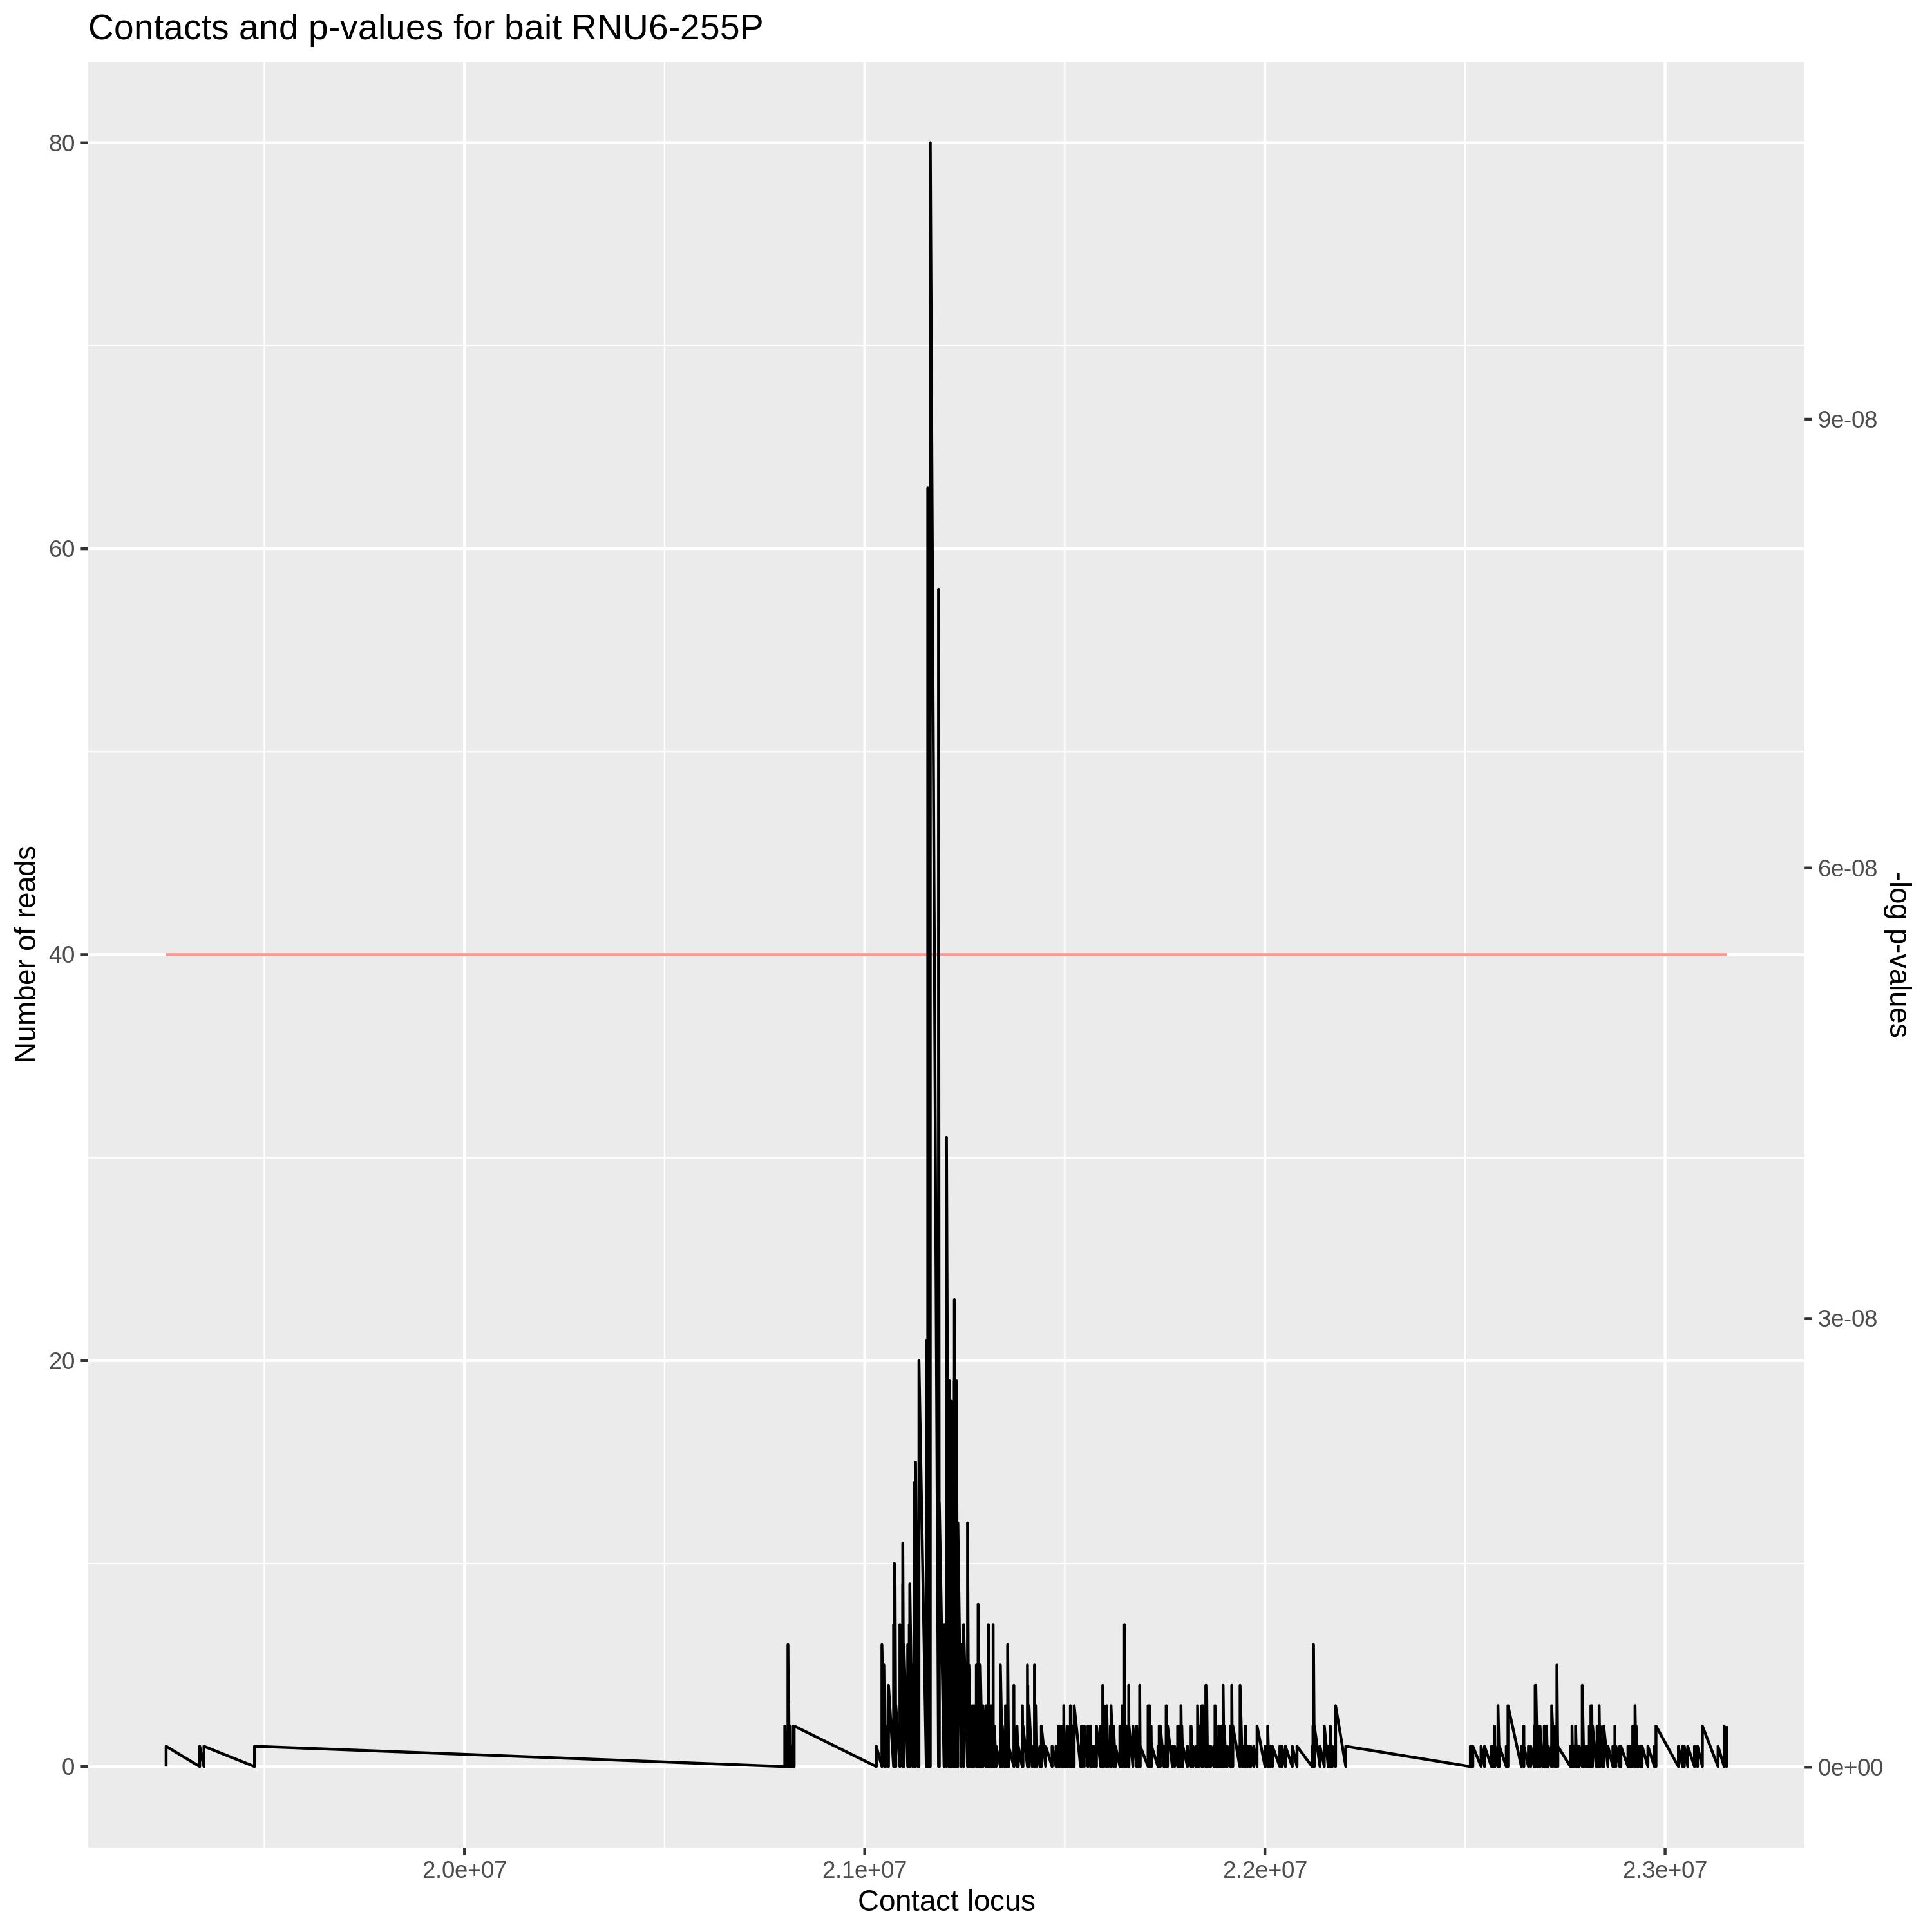 Contacts and p-values for bait RNU6-255P
80
60
40
20
0
Number of reads
9e-08
6e-08
3e-08
0e+00
-log p-values
2.0e+07
2.1e+07
2.2e+07
2.3e+07
Contact locus